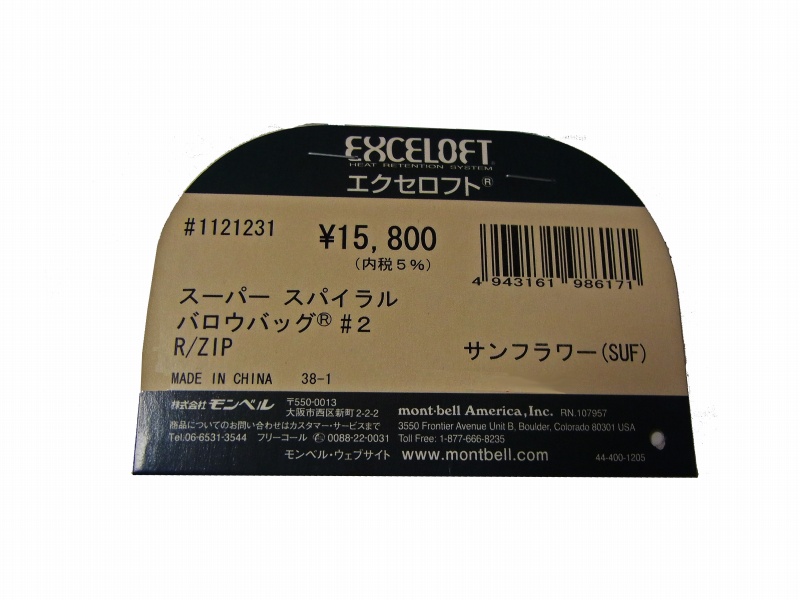 EXCELOFT®
HEAT RETENTION SYSTEM
エクセロフト®
#1121231
¥15,800
(内税5%)
4 943161 986171
スーパー スパイラル
バロウバッグ® #2
R/ZIP
サンフラワー(SUF)
MADE IN CHINA 38-1
株式会社 モンベル
〒550-0013
大阪市西区新町2-2-2
商品についてのお問い合わせはカスタマー・サービスまで
Tel.06-6531-3544 フリーコール 0088-22-0031
mont-bell America, Inc. RN.107957
3550 Frontier Avenue Unit B, Boulder, Colorado 80301 USA
Toll Free: 1-877-666-8235
モンベル・ウェブサイト www.montbell.com
44-400-1205